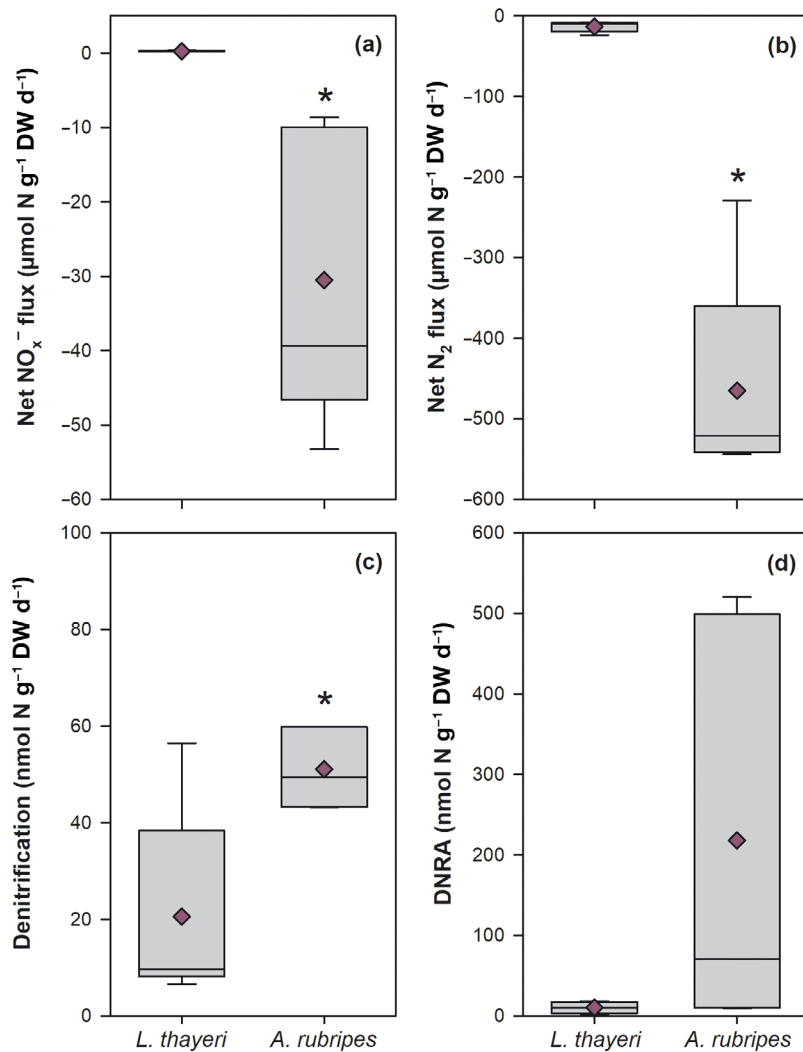 (a)
Net NOₓ⁻ flux (µmol N g⁻¹ DW d⁻¹)
0
−10
−20
−30
−40
−50
−60
*
(b)
Net N₂ flux (µmol N g⁻¹ DW d⁻¹)
0
−100
−200
−300
−400
−500
−600
*
(c)
Denitrification (nmol N g⁻¹ DW d⁻¹)
100
80
60
40
20
0
*
L. thayeri
A. rubripes
(d)
DNRA (nmol N g⁻¹ DW d⁻¹)
600
500
400
300
200
100
0
L. thayeri
A. rubripes